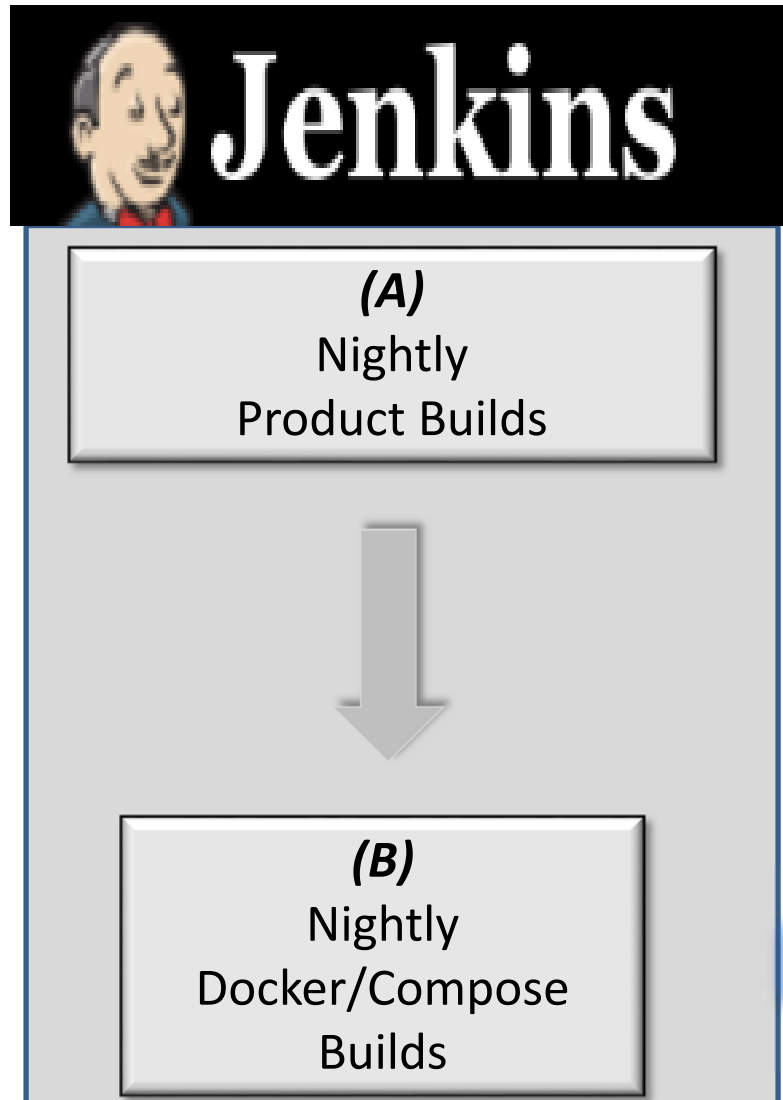 Jenkins
(A)
Nightly
Product Builds
(B)
Nightly
Docker/Compose
Builds